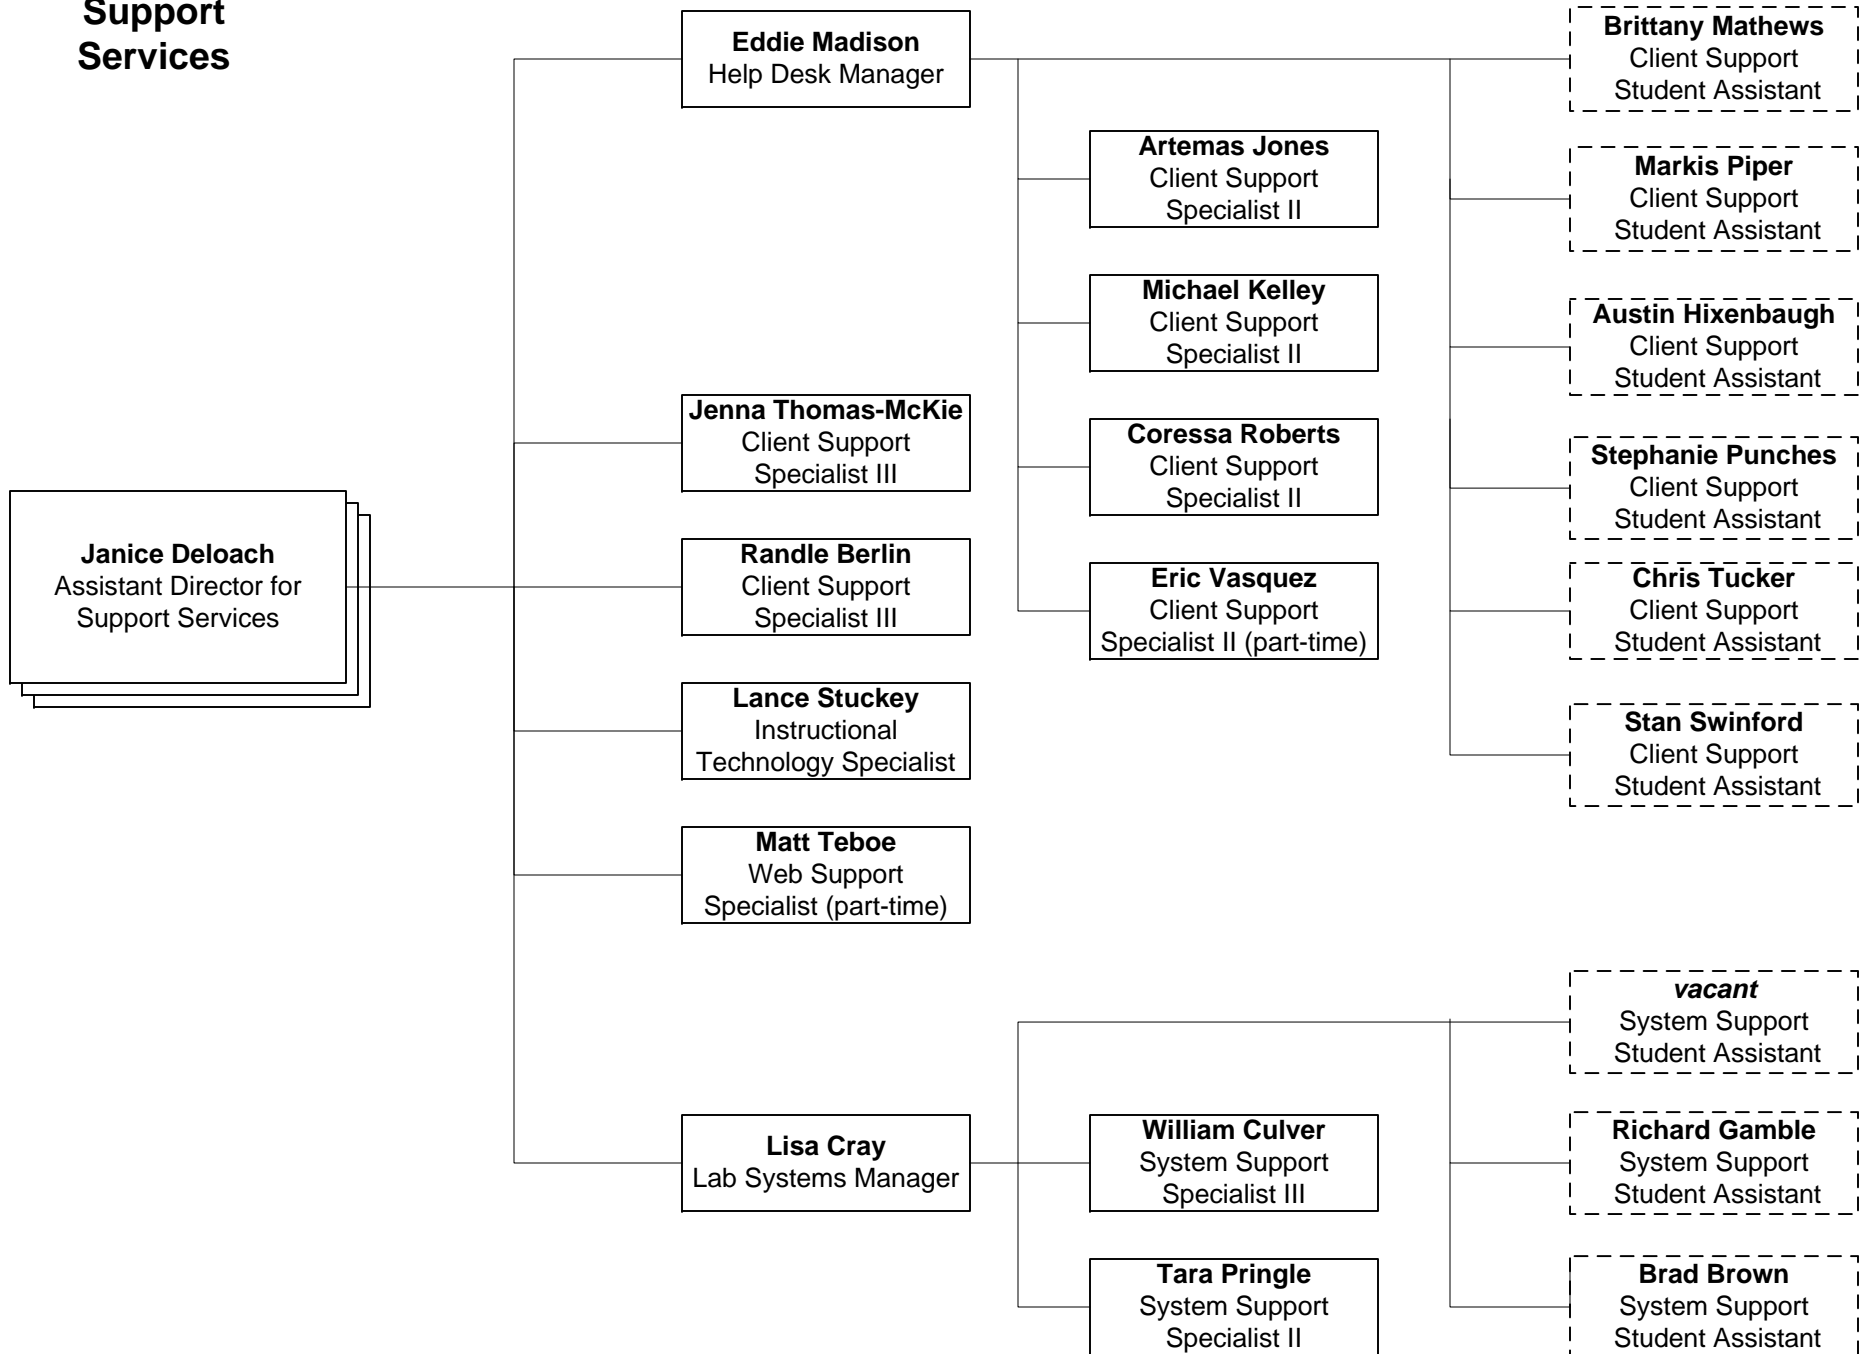 Support
Services
Eddie Madison
Help Desk Manager
Brittany Mathews
Client Support
Student Assistant
Artemas Jones
Client Support
Specialist II
Markis Piper
Client Support
Student Assistant
Michael Kelley
Client Support
Specialist II
Austin Hixenbaugh
Client Support
Student Assistant
Jenna Thomas-McKie
Client Support
Specialist III
Coressa Roberts
Client Support
Specialist II
Stephanie Punches
Client Support
Student Assistant
Janice Deloach
Assistant Director for
Support Services
Randle Berlin
Client Support
Specialist III
Eric Vasquez
Client Support
Specialist II (part-time)
Chris Tucker
Client Support
Student Assistant
Lance Stuckey
Instructional
Technology Specialist
Stan Swinford
Client Support
Student Assistant
Matt Teboe
Web Support
Specialist (part-time)
vacant
System Support
Student Assistant
Lisa Cray
Lab Systems Manager
William Culver
System Support
Specialist III
Richard Gamble
System Support
Student Assistant
Tara Pringle
System Support
Specialist II
Brad Brown
System Support
Student Assistant